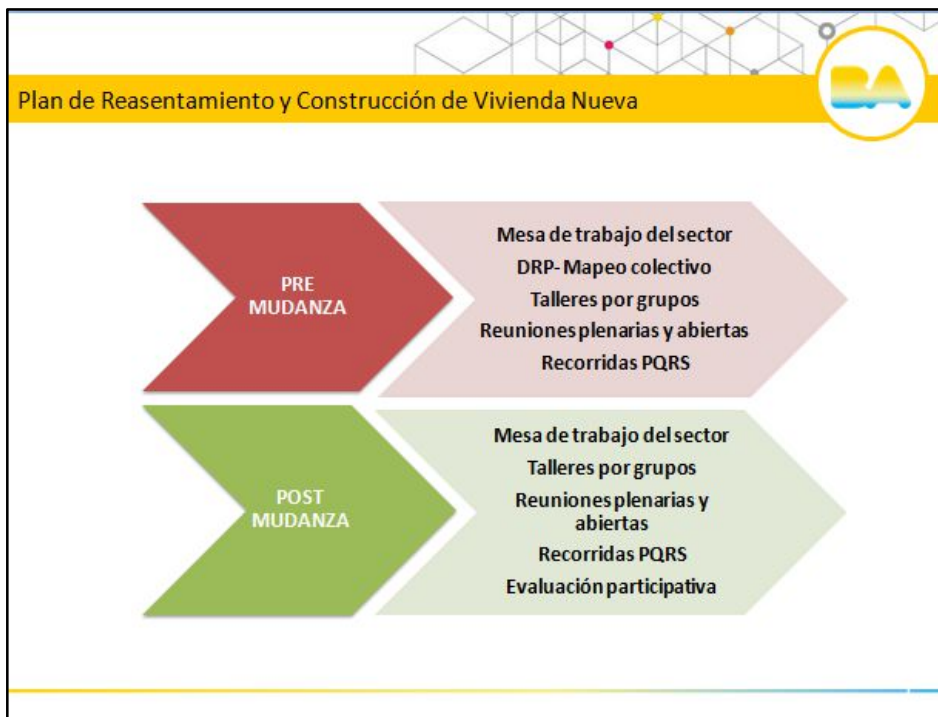 Plan de Reasentamiento y Construcción de Vivienda Nueva
BA
PRE
MUDANZA
Mesa de trabajo del sector
DRP- Mapeo colectivo
Talleres por grupos
Reuniones plenarias y abiertas
Recorridas PQRS
POST
MUDANZA
Mesa de trabajo del sector
Talleres por grupos
Reuniones plenarias y
abiertas
Recorridas PQRS
Evaluación participativa